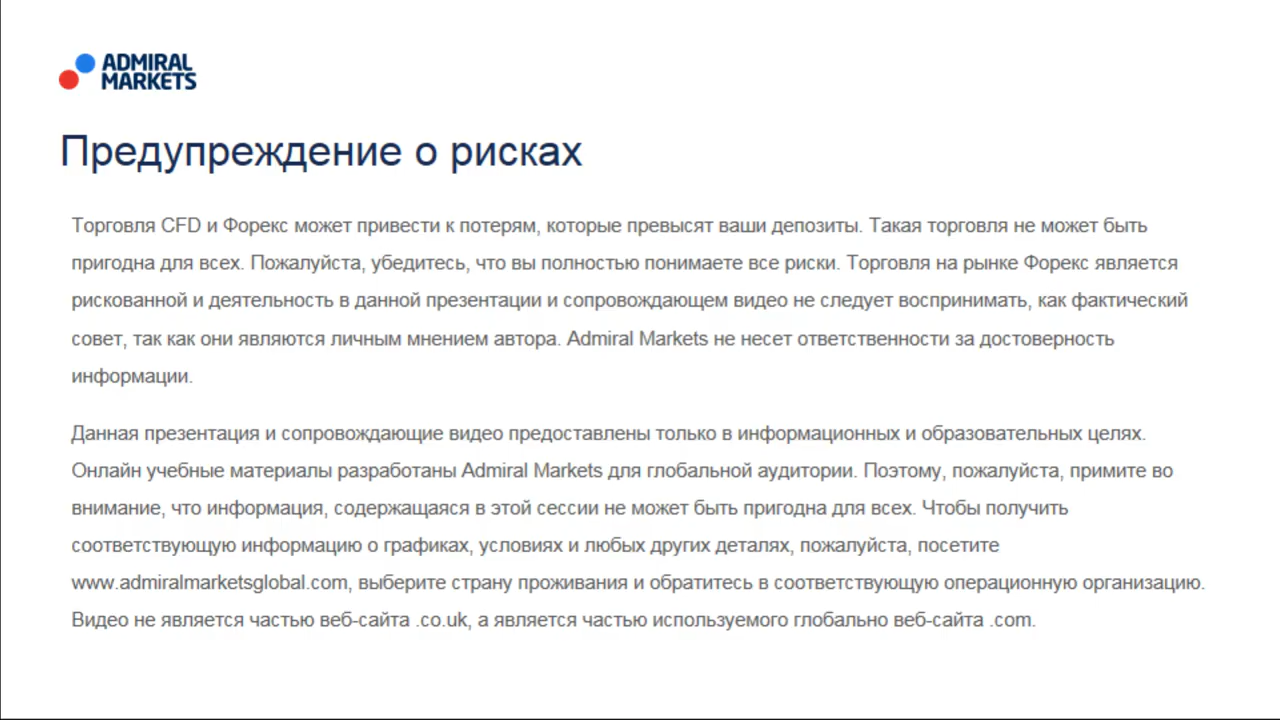 ADMIRAL
MARKETS
Предупреждение о рисках
Торговля CFD и Форекс может привести к потерям, которые превысят ваши депозиты. Такая торговля не может быть
пригодна для всех. Пожалуйста, убедитесь, что вы полностью понимаете все риски. Торговля на рынке Форекс является
рискованной и деятельность в данной презентации и сопровождающем видео не следует воспринимать, как фактический
совет, так как они являются личным мнением автора. Admiral Markets не несет ответственности за достоверность
информации.
Данная презентация и сопровождающие видео предоставлены только в информационных и образовательных целях.
Онлайн учебные материалы разработаны Admiral Markets для глобальной аудитории. Поэтому, пожалуйста, примите во
внимание, что информация, содержащаяся в этой сессии не может быть пригодна для всех. Чтобы получить
соответствующую информацию о графиках, условиях и любых других деталях, пожалуйста, посетите
www.admiralmarketsglobal.com, выберите страну проживания и обратитесь в соответствующую операционную организацию.
Видео не является частью веб-сайта .co.uk, а является частью используемого глобально веб-сайта .com.